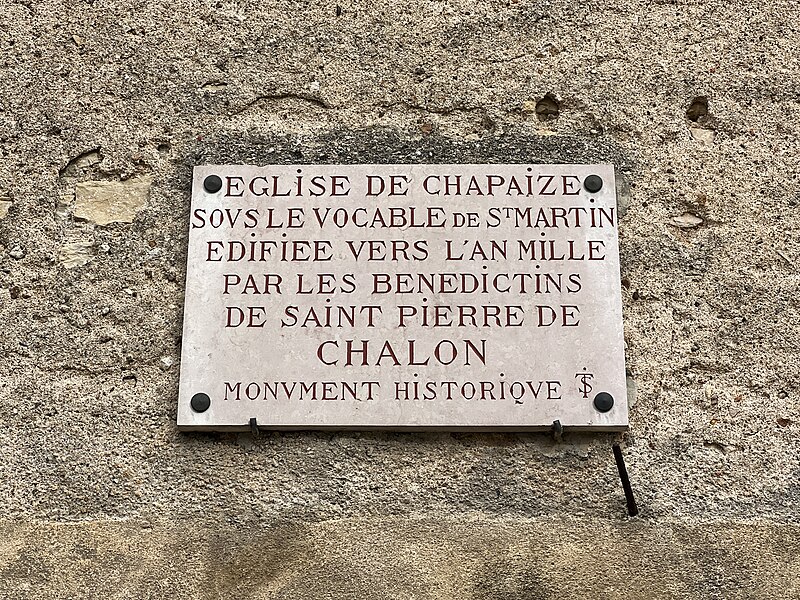 EGLISE DE CHAPAIZE
SOVS LE VOCABLE DE ST MARTIN
EDIFIEE VERS L'AN MILLE
PAR LES BENEDICTINS
DE SAINT PIERRE DE
CHALON
MONVMENT HISTORIQVE TS